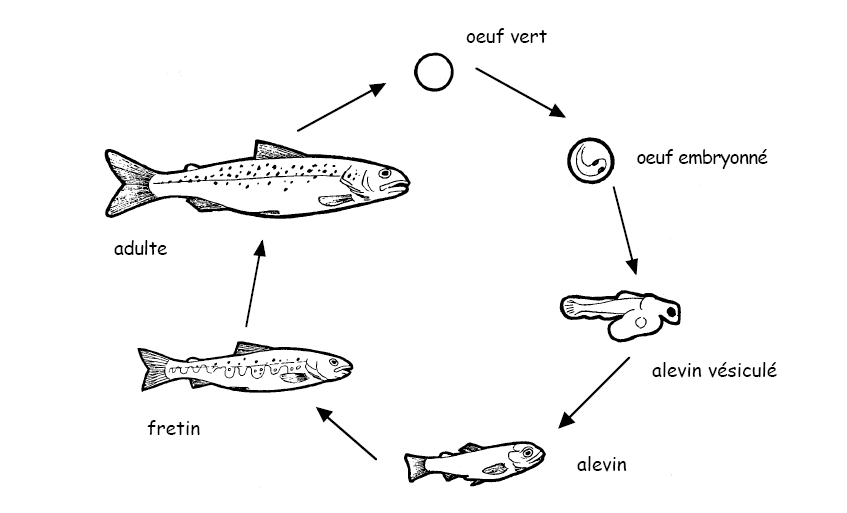 oeuf vert
oeuf embryonné
alevin vésiculé
alevin
fretin
adulte